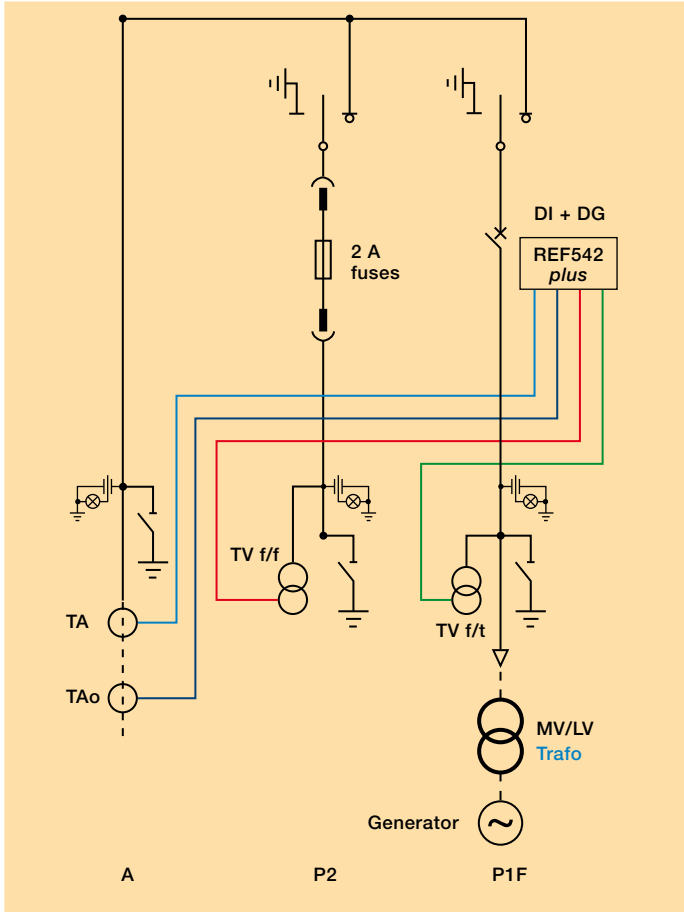 DI + DG
REF542
plus
2 A
fuses
TV f/f
TV f/t
TA
TAo
MV/LV
Trafo
Generator
A
P2
P1F